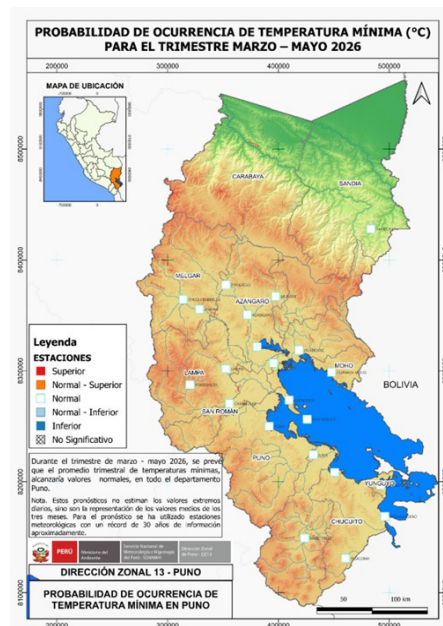 PROBABILIDAD DE OCURRENCIA DE TEMPERATURA MÍNIMA (°C)
PARA EL TRIMESTRE MARZO – MAYO 2026
200000 300000 400000 500000
MAPA DE UBICACIÓN
8500000
CARABAYA
SANDIA
8400000
MELGAR
AZANGARO
8300000
Leyenda
ESTACIONES
Superior
Normal - Superior
Normal
Normal - Inferior
Inferior
No Significativo
LAMPA
MOHO
SAN ROMÁN
BOLIVIA
PUNO
YUNGUYO
8200000
CHUCUITO
Durante el trimestre de marzo - mayo 2026, se prevé
que el promedio trimestral de temperaturas mínimas,
alcanzaría valores normales, en todo el departamento
Puno.
Nota. Estos pronósticos no estiman los valores extremos
diarios, sino son la representación de los valores medios de los
tres meses. Para el pronóstico se ha utilizado estaciones
meteorológicas con un récord de 30 años de información
aproximadamente.
PERÚ
Ministerio del
Ambiente
DIRECCIÓN ZONAL 13 - PUNO
PROBABILIDAD DE OCURRENCIA DE
TEMPERATURA MÍNIMA EN PUNO
8100000
50 100 km
200000 300000 400000 500000